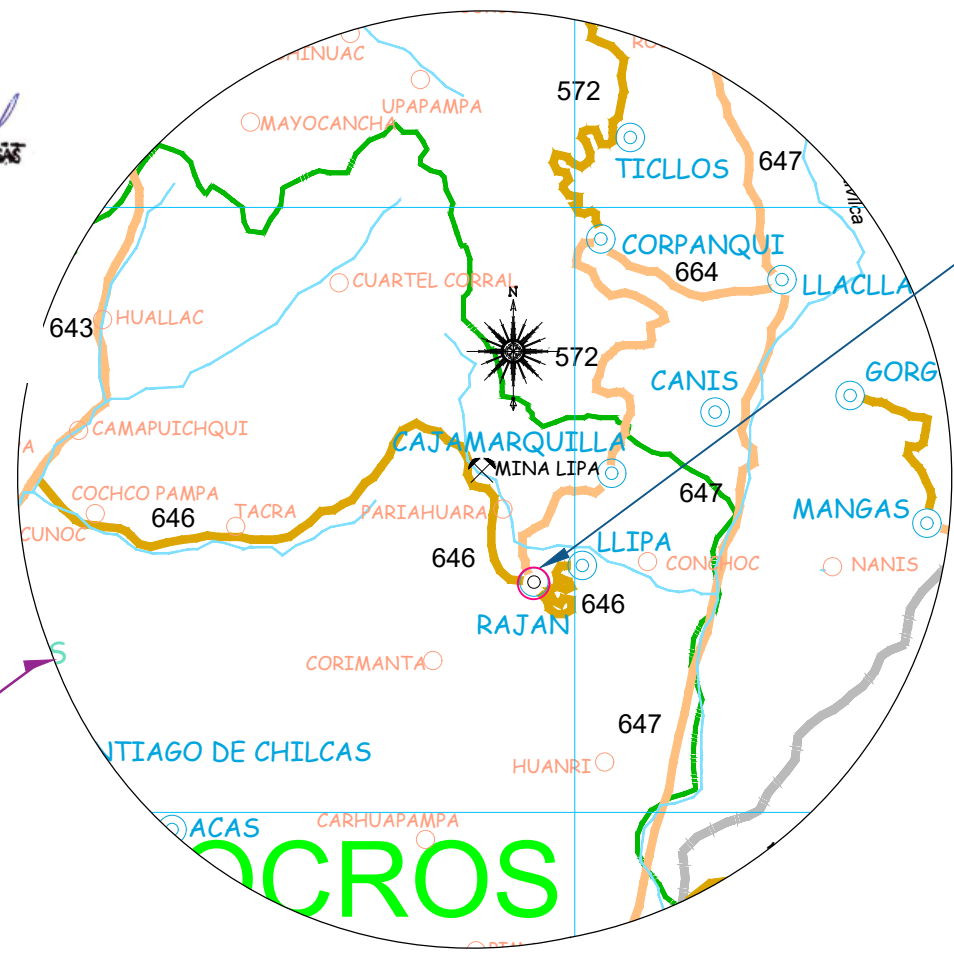 HINUAC
UPAPAMPA
MAYOCANCHA
572
TICLLOS
647
CORPANQUI
664
LLACLLA
CUARTEL CORRAL
N
643
HUALLAC
572
CANIS
GORG
CAMAPUICHQUI
CAJAMARQUILLA
MINA LIPA
A
COCHCO PAMPA
646
TACRA
PARIAHUARA
647
MANGAS
CUNOC
646
LLIPA
CONCHOC
NANIS
646
RAJAN
S
CORIMANTA
647
NTIAGO DE CHILCAS
HUANRI
ACAS
CARHUAPAMPA
OCROS